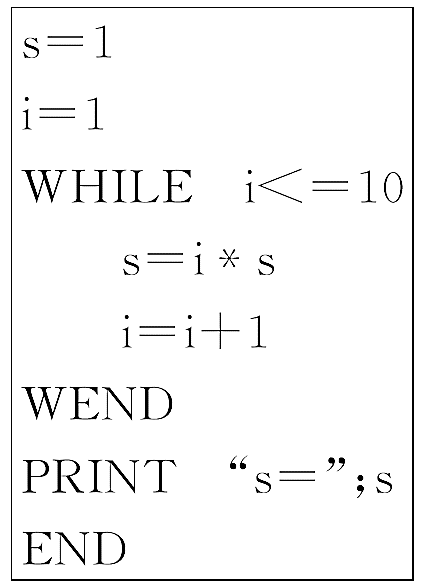 s=1
i=1
WHILE i<=10
s=i * s
i=i+1
WEND
PRINT “s=”;s
END